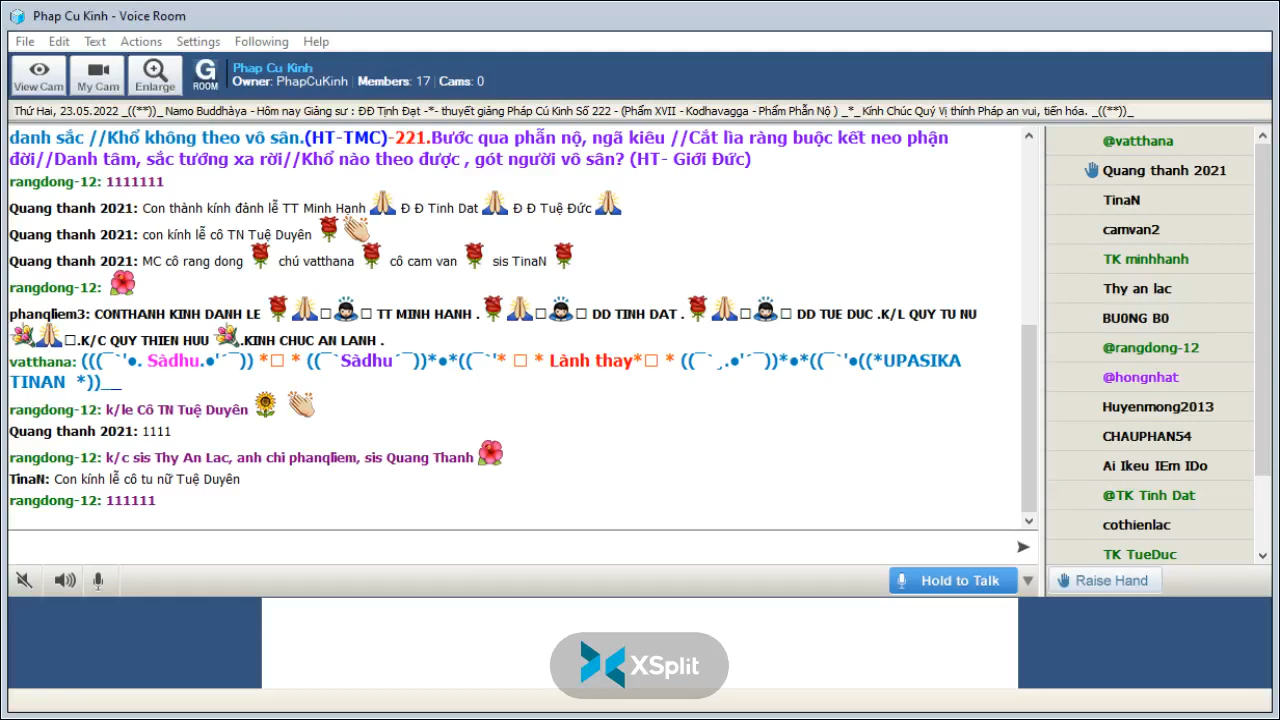 Phap Cu Kinh - Voice Room
File Edit Text Actions Settings Following Help
View Cam My Cam Enlarge G ROOM
Phap Cu Kinh
Owner: PhapCuKinh | Members: 17 | Cams: 0
Thứ Hai, 23.05.2022 _((**))_ Namo Buddhàya - Hôm nay Giảng sư : ĐĐ Tịnh Đạt -*- thuyết giảng Pháp Cú Kinh Số 222 - (Phẩm XVII - Kodhavagga - Phẩm Phẫn Nộ ) _*_ Kính Chúc Quý Vị thính Pháp an vui, tiến hóa. _((**))_
danh sắc //Khổ không theo vô sân.(HT-TMC)-221.Bước qua phẫn nộ, ngã kiêu //Cắt lìa ràng buộc kết neo phận
đời//Danh tâm, sắc tướng xa rời//Khổ nào theo được , gót người vô sân? (HT- Giới Đức)
rangdong-12: 1111111
Quang thanh 2021: Con thành kính đảnh lễ TT Minh Hạnh 🙏 Đ Đ Tinh Dat 🙏 Đ Đ Tuệ Đức 🙏
Quang thanh 2021: con kính lễ cô TN Tuệ Duyên 🌹👏
Quang thanh 2021: MC cô rang dong 🌹 chú vatthana 🌹 cô cam van 🌹 sis TinaN 🌹
rangdong-12: 🌺
phanqliem3: CONTHANH KINH DANH LE 🌹🙏□🙇□ TT MINH HANH .🌹🙏□🙇□ DD TINH DAT .🌹🙏□🙇□ DD TUE DUC .K/L QUY TU NU
💐🙏□.K/C QUY THIEN HUU 💐.KINH CHUC AN LANH .
vatthana: (((¯`'•. Sàdhu.•'´¯)) *□ * ((¯`Sàdhu´¯))*•*((¯`'* □ * Lành thay*□ * ((¯`¸.•'´¯))*•*((¯`'•((*UPASIKA
TINAN *))__
rangdong-12: k/le Cô TN Tuệ Duyên 🌻 👏
Quang thanh 2021: 1111
rangdong-12: k/c sis Thy An Lac, anh chi phanqliem, sis Quang Thanh 🌺
TinaN: Con kính lễ cô tu nữ Tuệ Duyên
rangdong-12: 111111
@vatthana
Quang thanh 2021
TinaN
camvan2
TK minhhanh
Thy an lac
BU0NG B0
@rangdong-12
@hongnhat
Huyenmong2013
CHAUPHAN54
Ai Ikeu IEm IDo
@TK Tinh Dat
cothienlac
TK TueDuc
Hold to Talk
Raise Hand
XSplit